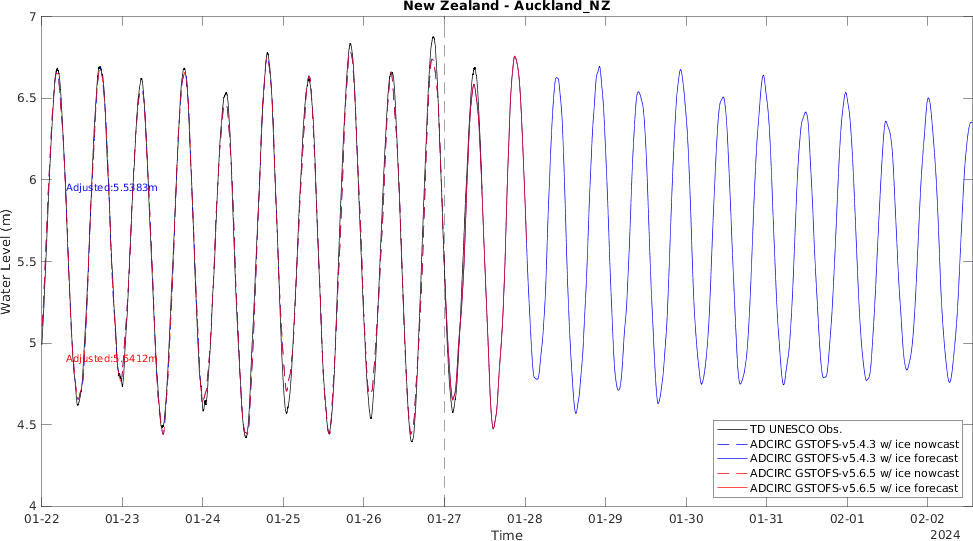 New Zealand - Auckland_NZ
7
6.5
6
5.5
5
4.5
4
Water Level (m)
Adjusted:5.5383m
Adjusted:5.5412m
TD UNESCO Obs.
ADCIRC GSTOFS-v5.4.3 w/ ice nowcast
ADCIRC GSTOFS-v5.4.3 w/ ice forecast
ADCIRC GSTOFS-v5.6.5 w/ ice nowcast
ADCIRC GSTOFS-v5.6.5 w/ ice forecast
01-22 01-23 01-24 01-25 01-26 01-27 01-28 01-29 01-30 01-31 02-01 02-02
Time
2024